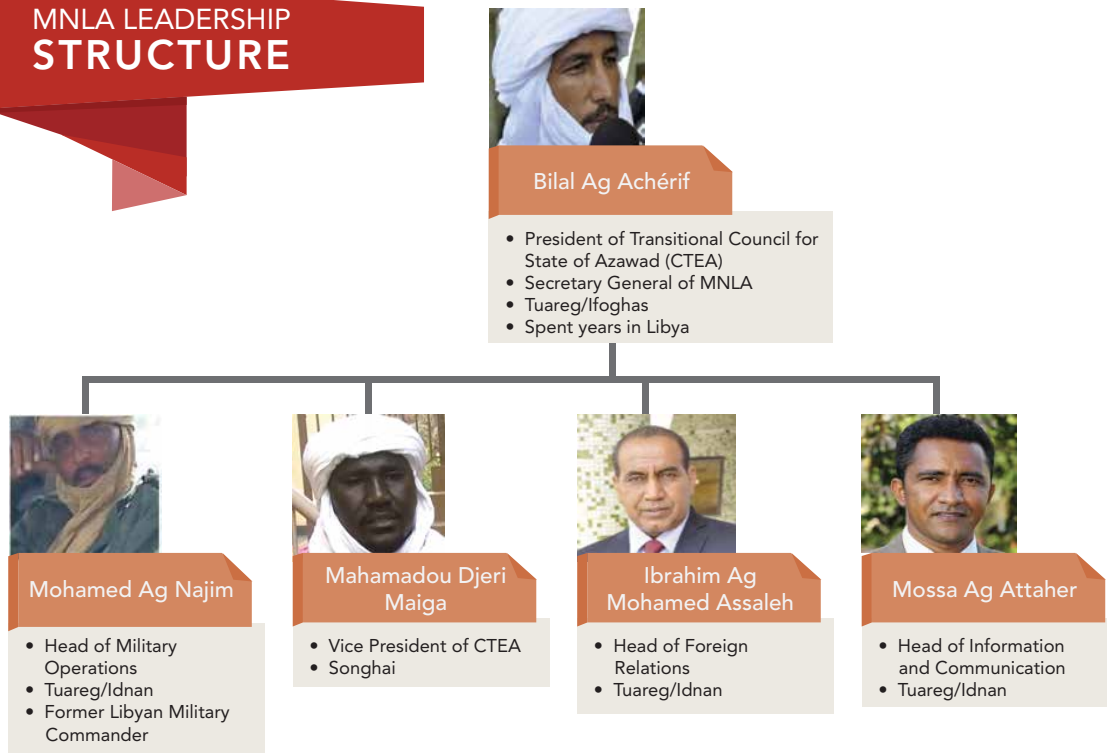 MNLA LEADERSHIP
STRUCTURE
Bilal Ag Achérif
• President of Transitional Council for
State of Azawad (CTEA)
• Secretary General of MNLA
• Tuareg/Ifoghas
• Spent years in Libya
Mohamed Ag Najim
• Head of Military
Operations
• Tuareg/Idnan
• Former Libyan Military
Commander
Mahamadou Djeri
Maiga
• Vice President of CTEA
• Songhai
Ibrahim Ag
Mohamed Assaleh
• Head of Foreign
Relations
• Tuareg/Idnan
Mossa Ag Attaher
• Head of Information
and Communication
• Tuareg/Idnan